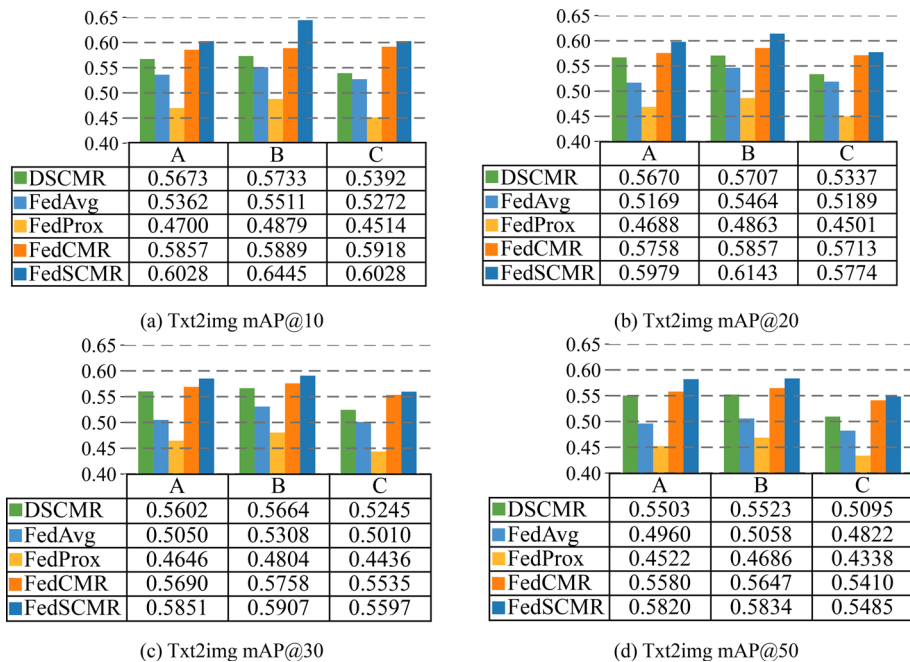 0.65
0.60
0.55
0.50
0.45
0.40
A B C
DSCMR 0.5673 0.5733 0.5392
FedAvg 0.5362 0.5511 0.5272
FedProx 0.4700 0.4879 0.4514
FedCMR 0.5857 0.5889 0.5918
FedSCMR 0.6028 0.6445 0.6028
(a) Txt2img mAP@10
0.65
0.60
0.55
0.50
0.45
0.40
A B C
DSCMR 0.5670 0.5707 0.5337
FedAvg 0.5169 0.5464 0.5189
FedProx 0.4688 0.4863 0.4501
FedCMR 0.5758 0.5857 0.5713
FedSCMR 0.5979 0.6143 0.5774
(b) Txt2img mAP@20
0.65
0.60
0.55
0.50
0.45
0.40
A B C
DSCMR 0.5602 0.5664 0.5245
FedAvg 0.5050 0.5308 0.5010
FedProx 0.4646 0.4804 0.4436
FedCMR 0.5690 0.5758 0.5535
FedSCMR 0.5851 0.5907 0.5597
(c) Txt2img mAP@30
0.65
0.60
0.55
0.50
0.45
0.40
A B C
DSCMR 0.5503 0.5523 0.5095
FedAvg 0.4960 0.5058 0.4822
FedProx 0.4522 0.4686 0.4338
FedCMR 0.5580 0.5647 0.5410
FedSCMR 0.5820 0.5834 0.5485
(d) Txt2img mAP@50